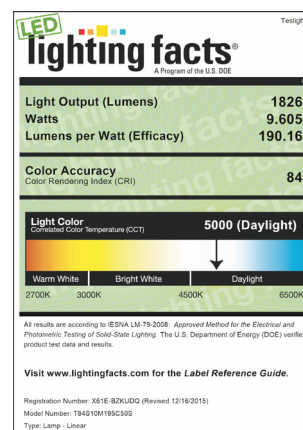 Teslight
LED
lighting facts®
A Program of the U.S. DOE
Light Output (Lumens) 1826
Watts 9.605
Lumens per Watt (Efficacy) 190.16
Color Accuracy 84
Color Rendering Index (CRI)
Light Color 5000 (Daylight)
Correlated Color Temperature (CCT)
Warm White Bright White Daylight
2700K 3000K 4500K 6500K
All results are according to IESNA LM-79-2008: Approved Method for the Electrical and
Photometric Testing of Solid-State Lighting. The U.S. Department of Energy (DOE) verifie
product test data and results.
Visit www.lightingfacts.com for the Label Reference Guide.
Registration Number: X61E-BZKUDQ (Revised 12/16/2015)
Model Number: T84S10M195C50S
Type: Lamp - Linear